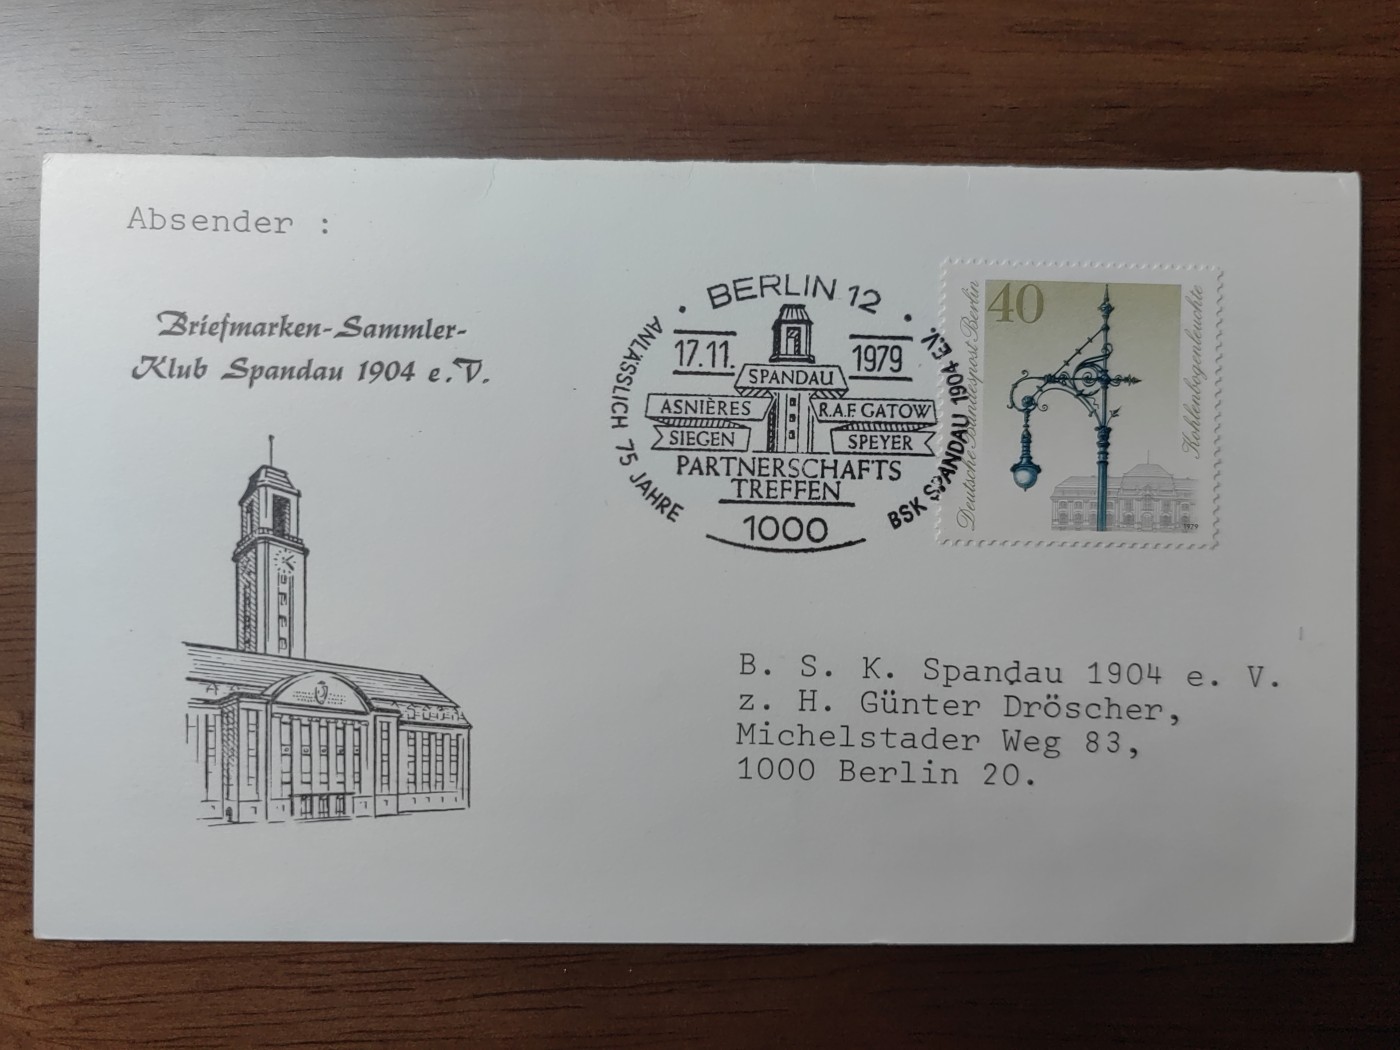 Absender :
Briefmarken-Sammler-
Klub Spandau 1904 e.V.
BERLIN 12
17.11. 1979
SPANDAU
ASNIÈRES R.A.F. GATOW
SIEGEN SPEYER
PARTNERSCHAFTS
TREFFEN
1000
ANLÄSSLICH 75 JAHRE
BSK SPANDAU 1904 E.V.
Deutsche Bundespost Berlin
40
Kohlenbogenleuchte
1979
B. S. K. Spandau 1904 e. V.
z. H. Günter Dröscher,
Michelstader Weg 83,
1000 Berlin 20.